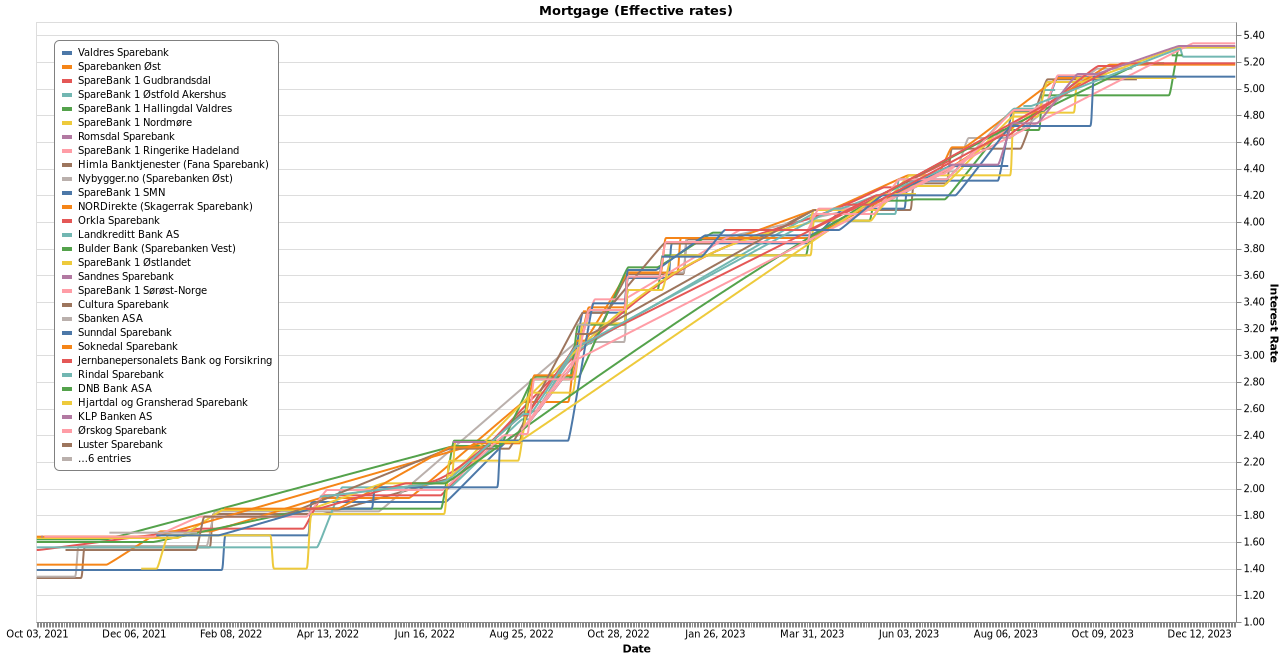 Mortgage (Effective rates)
Valdres Sparebank
Sparebanken Øst
SpareBank 1 Gudbrandsdal
SpareBank 1 Østfold Akershus
SpareBank 1 Hallingdal Valdres
SpareBank 1 Nordmøre
Romsdal Sparebank
SpareBank 1 Ringerike Hadeland
Himla Banktjenester (Fana Sparebank)
Nybygger.no (Sparebanken Øst)
SpareBank 1 SMN
NORDirekte (Skagerrak Sparebank)
Orkla Sparebank
Landkreditt Bank AS
Bulder Bank (Sparebanken Vest)
SpareBank 1 Østlandet
Sandnes Sparebank
SpareBank 1 Sørøst-Norge
Cultura Sparebank
Sbanken ASA
Sunndal Sparebank
Soknedal Sparebank
Jernbanepersonalets Bank og Forsikring
Rindal Sparebank
DNB Bank ASA
Hjartdal og Gransherad Sparebank
KLP Banken AS
Ørskog Sparebank
Luster Sparebank
...6 entries
5.40
5.20
5.00
4.80
4.60
4.40
4.20
4.00
3.80
3.60
3.40
3.20
3.00
2.80
2.60
2.40
2.20
2.00
1.80
1.60
1.40
1.20
1.00
Interest Rate
Oct 03, 2021 Dec 06, 2021 Feb 08, 2022 Apr 13, 2022 Jun 16, 2022 Aug 25, 2022 Oct 28, 2022 Jan 26, 2023 Mar 31, 2023 Jun 03, 2023 Aug 06, 2023 Oct 09, 2023 Dec 12, 2023
Date